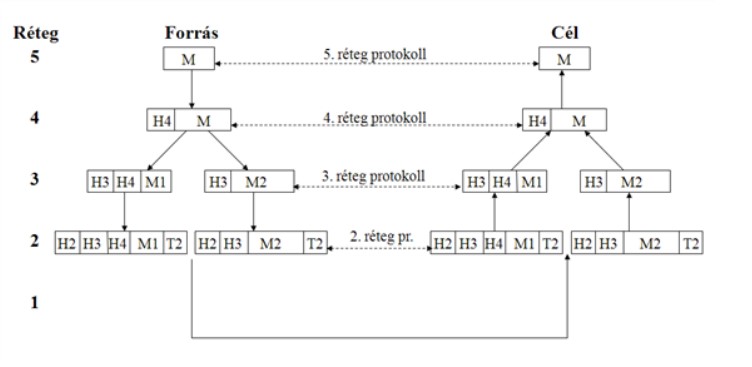 Réteg Forrás Cél
5 M 5. réteg protokoll M
4 H4 M 4. réteg protokoll H4 M
3 H3 H4 M1 H3 M2 3. réteg protokoll H3 H4 M1 H3 M2
2 H2 H3 H4 M1 T2 H2 H3 M2 T2 2. réteg pr. H2 H3 H4 M1 T2 H2 H3 M2 T2
1